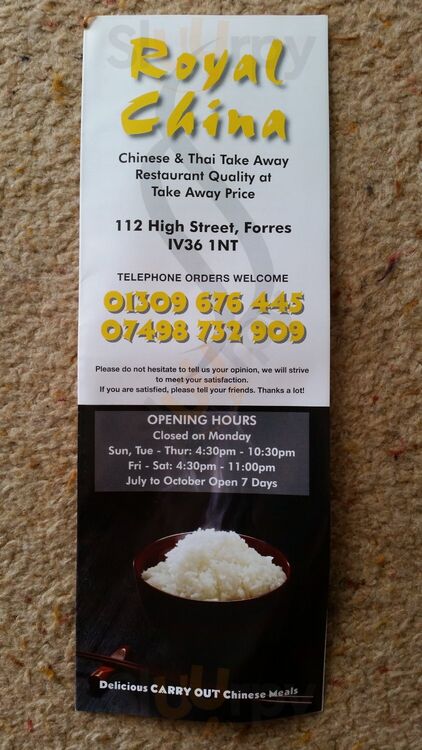 Royal
China
Chinese & Thai Take Away
Restaurant Quality at
Take Away Price
112 High Street, Forres
IV36 1NT
TELEPHONE ORDERS WELCOME
01309 676 445
07498 732 909
Please do not hesitate to tell us your opinion, we will strive
to meet your satisfaction.
If you are satisfied, please tell your friends. Thanks a lot!
OPENING HOURS
Closed on Monday
Sun, Tue - Thur: 4:30pm - 10:30pm
Fri - Sat: 4:30pm - 11:00pm
July to October Open 7 Days
Delicious CARRY OUT Chinese Meals